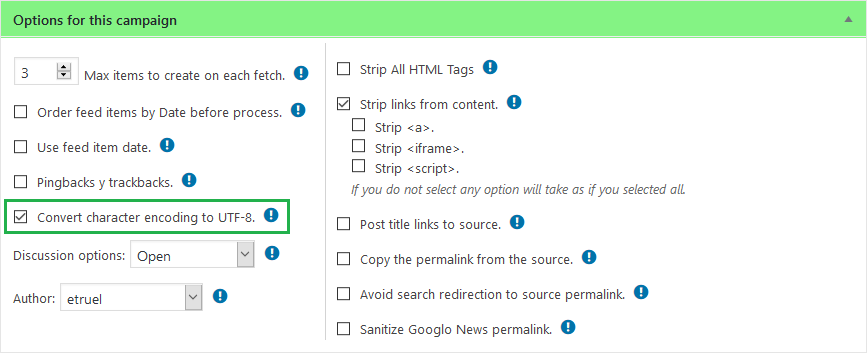 Options for this campaign
3 Max items to create on each fetch.
Order feed items by Date before process.
Use feed item date.
Pingbacks y trackbacks.
Convert character encoding to UTF-8.
Discussion options: Open
Author: etruel
Strip All HTML Tags
Strip links from content.
Strip <a>.
Strip <iframe>.
Strip <script>.
If you do not select any option will take as if you selected all.
Post title links to source.
Copy the permalink from the source.
Avoid search redirection to source permalink.
Sanitize Googlo News permalink.